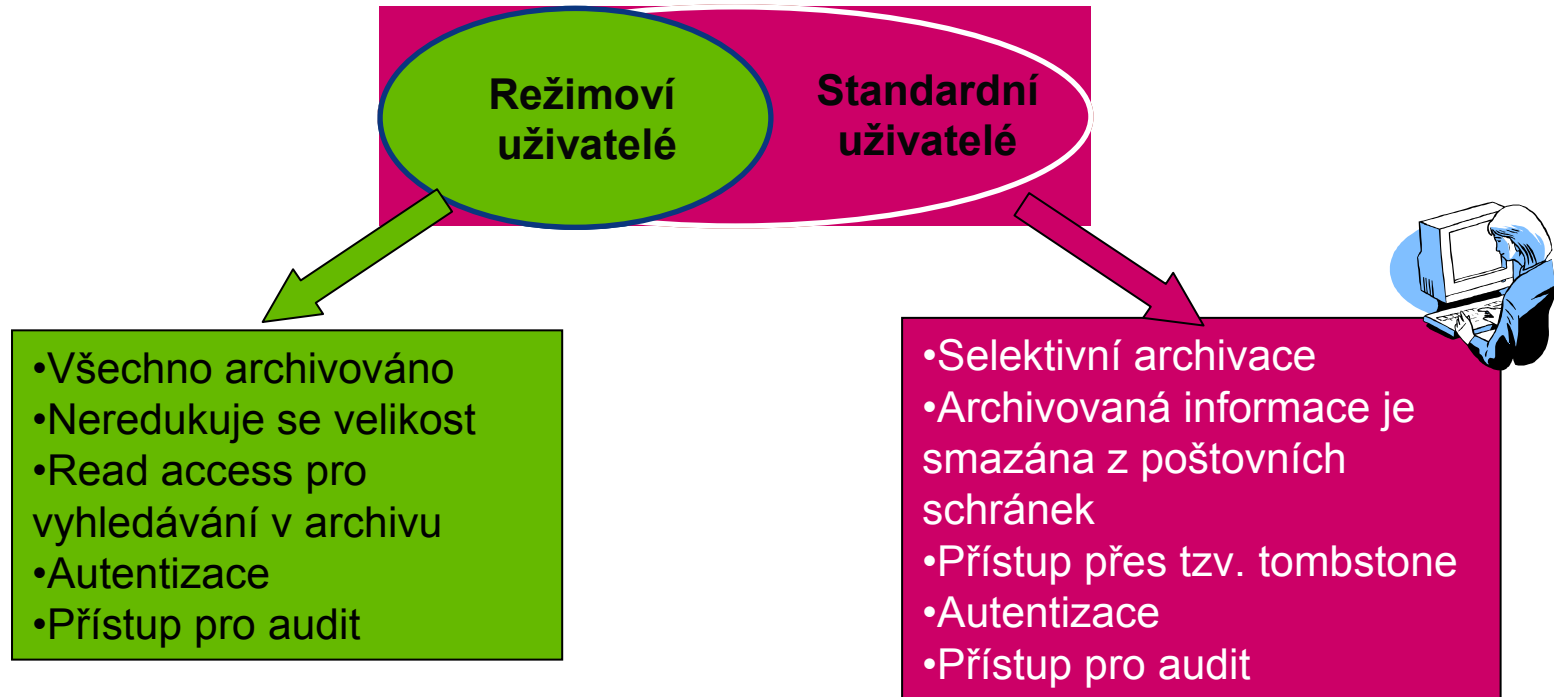 Režimoví
uživatelé
Standardní
uživatelé
•Všechno archivováno
•Neredukuje se velikost
•Read access pro
vyhledávání v archivu
•Autentizace
•Přístup pro audit
•Selektivní archivace
•Archivovaná informace je
smazána z poštovních
schránek
•Přístup přes tzv. tombstone
•Autentizace
•Přístup pro audit